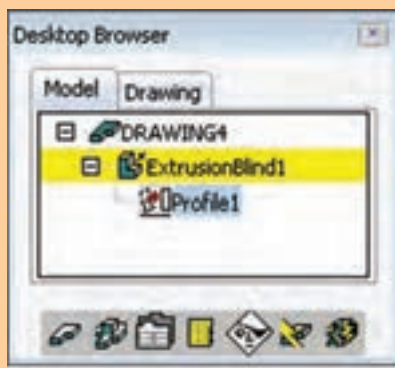 Desktop Browser
Model Drawing
DRAWING4
ExtrusionBlind1
Profile1